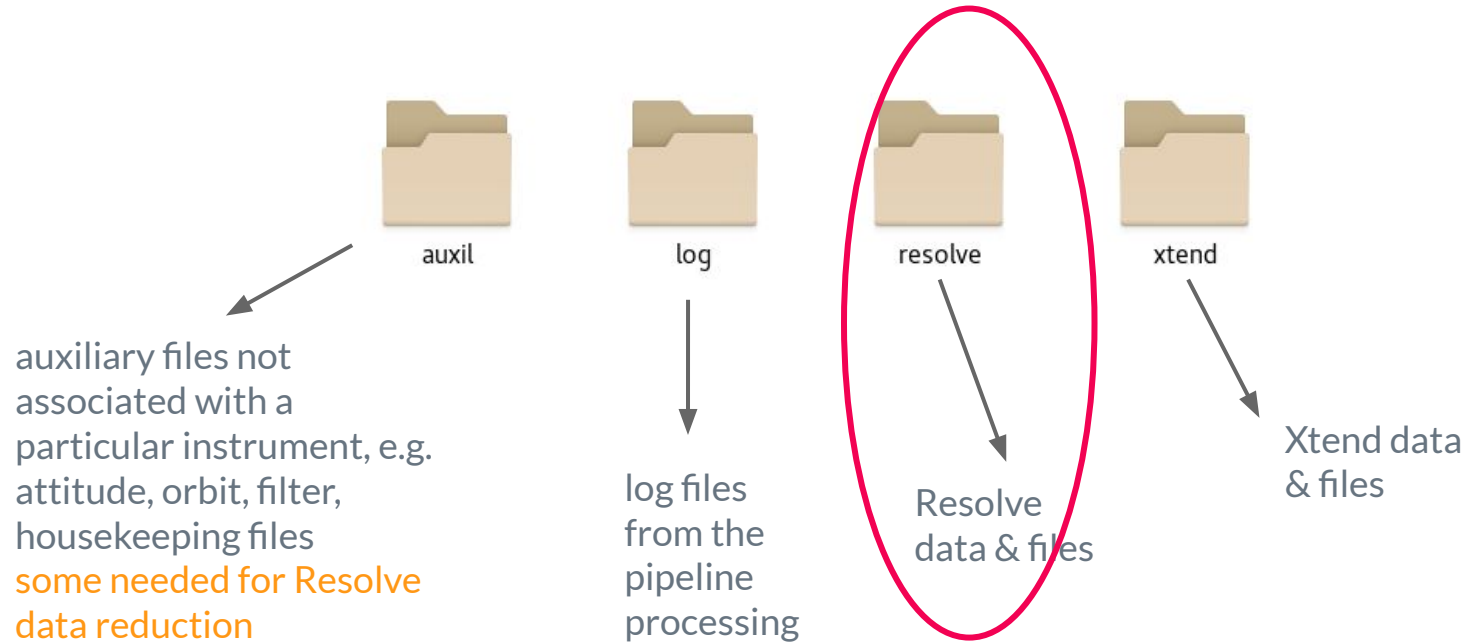 auxil
log
resolve
xtend
auxiliary files not
associated with a
particular instrument, e.g.
attitude, orbit, filter,
housekeeping files
some needed for Resolve
data reduction
log files
from the
pipeline
processing
Resolve
data & files
Xtend data
& files